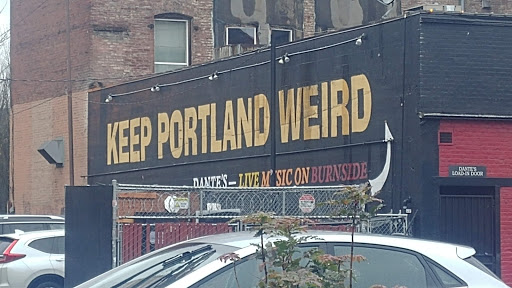 KEEP PORTLAND WEIRD
DANTE'S — LIVE MUSIC ON BURNSIDE
DANTE'S
LOAD-IN DOOR